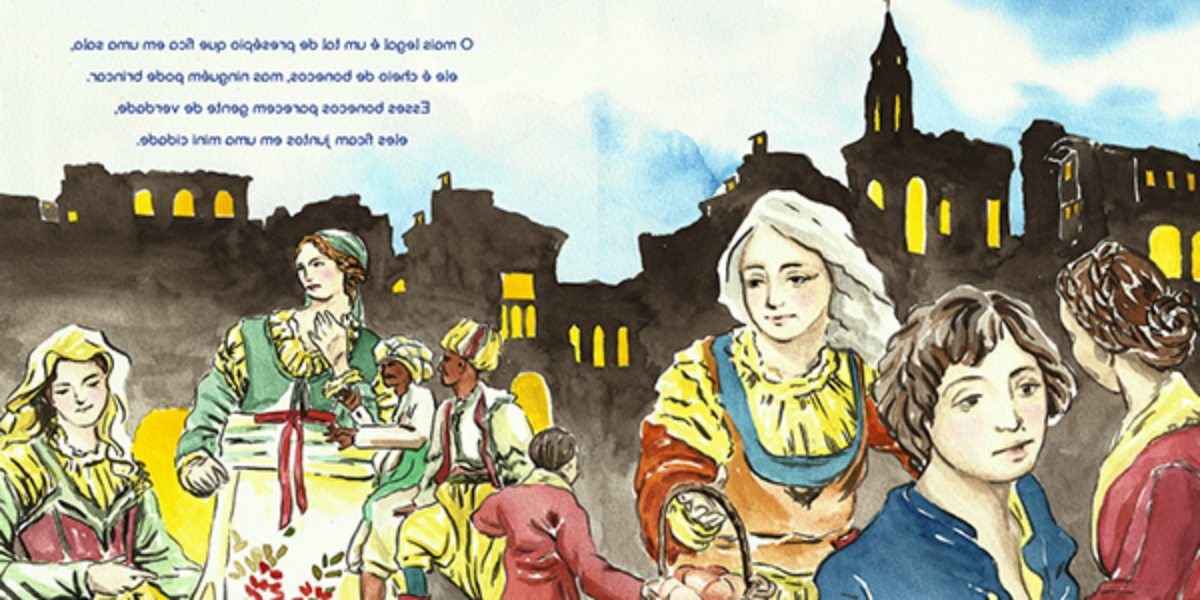 O mais legal é um tal de presépio que fica em uma sala,
ele é cheio de bonecos, mas ninguém pode brincar.
Esses bonecos parecem gente de verdade,
eles ficam juntos em uma mini cidade.